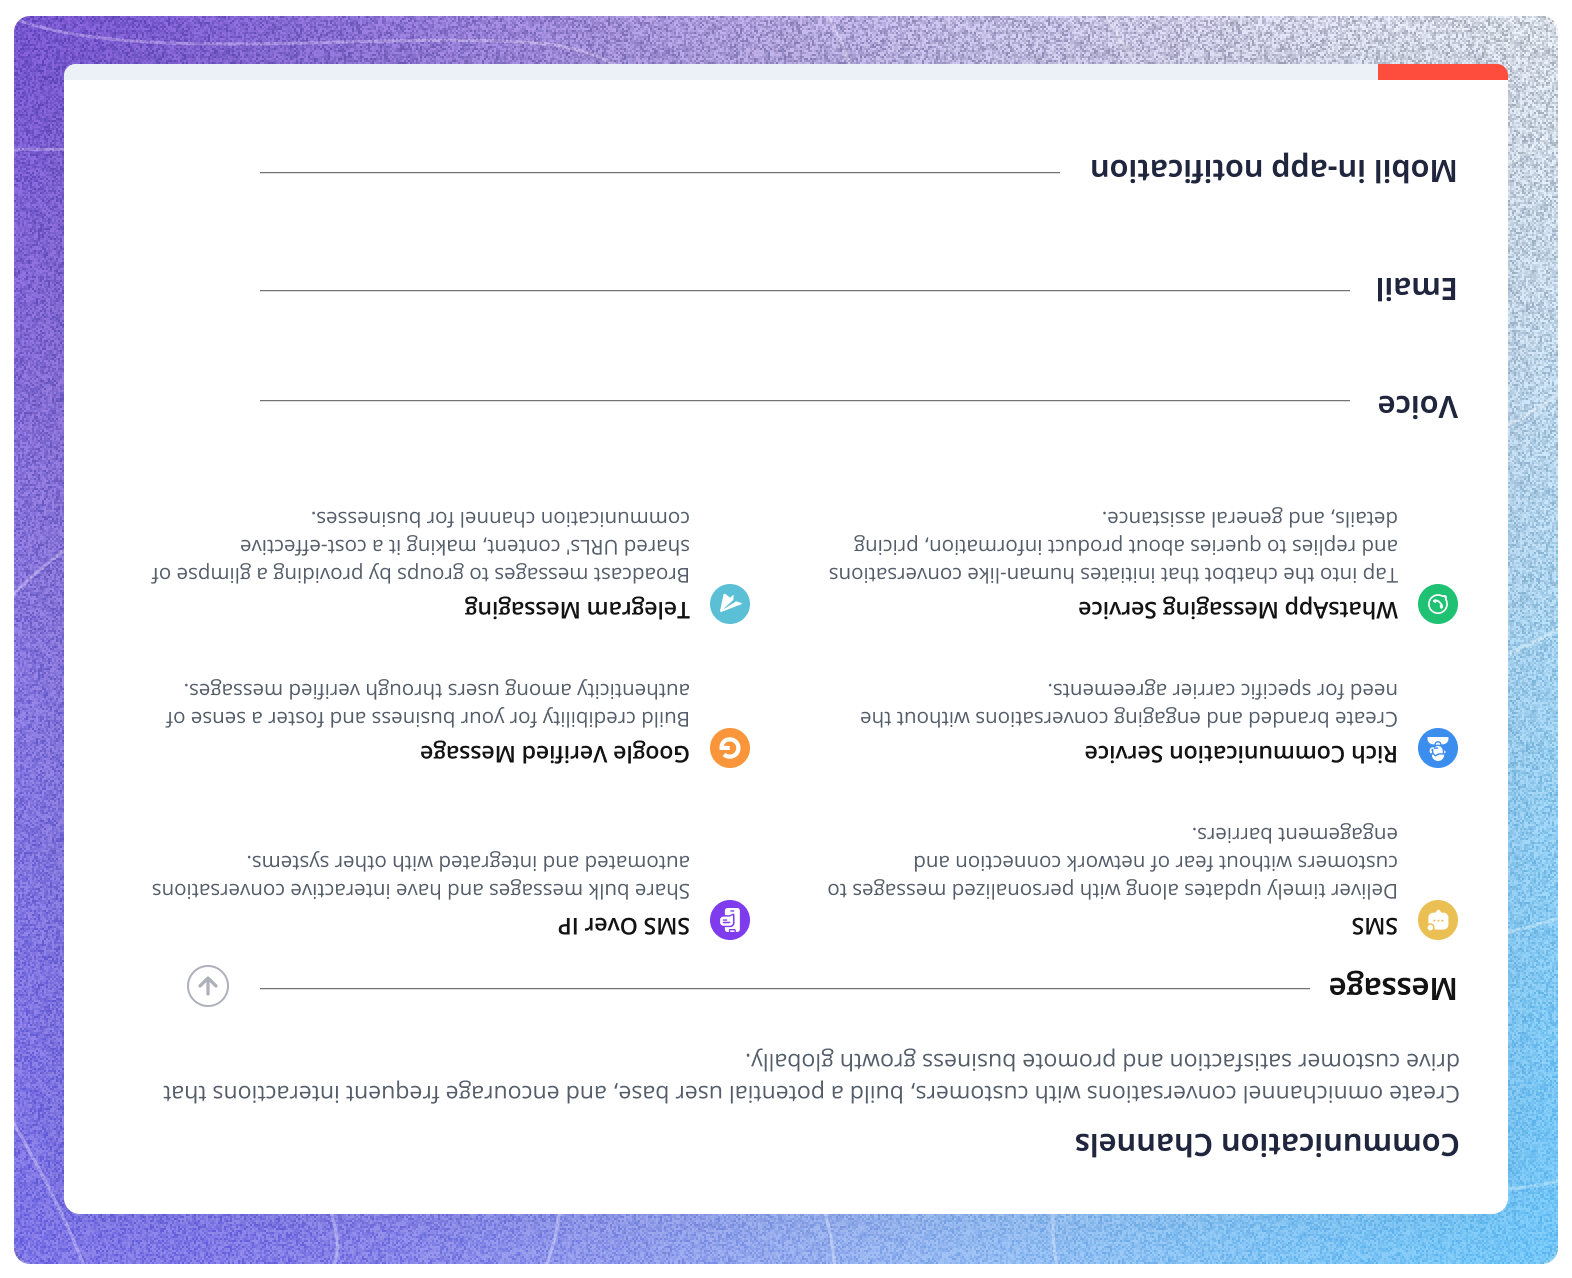 Communication Channels
Create omnichannel conversations with customers, build a potential user base, and encourage frequent interactions that
drive customer satisfaction and promote business growth globally.
Message
SMS
Deliver timely updates along with personalized messages to
customers without fear of network connection and
engagement barriers.
SMS Over IP
Share bulk messages and have interactive conversations
automated and integrated with other systems.
Rich Communication Service
Create branded and engaging conversations without the
need for specific carrier agreements.
Google Verified Message
Build credibility for your business and foster a sense of
authenticity among users through verified messages.
WhatsApp Messaging Service
Tap into the chatbot that initiates human-like conversations
and replies to queries about product information, pricing
details, and general assistance.
Telegram Messaging
Broadcast messages to groups by providing a glimpse of
shared URLs' content, making it a cost-effective
communication channel for businesses.
Voice
Email
Mobil in-app notification